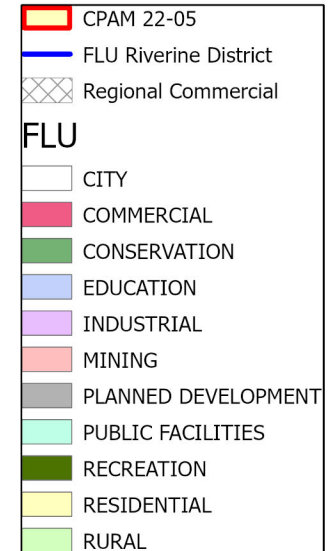 CPAM 22-05
FLU Riverine District
Regional Commercial
FLU
CITY
COMMERCIAL
CONSERVATION
EDUCATION
INDUSTRIAL
MINING
PLANNED DEVELOPMENT
PUBLIC FACILITIES
RECREATION
RESIDENTIAL
RURAL